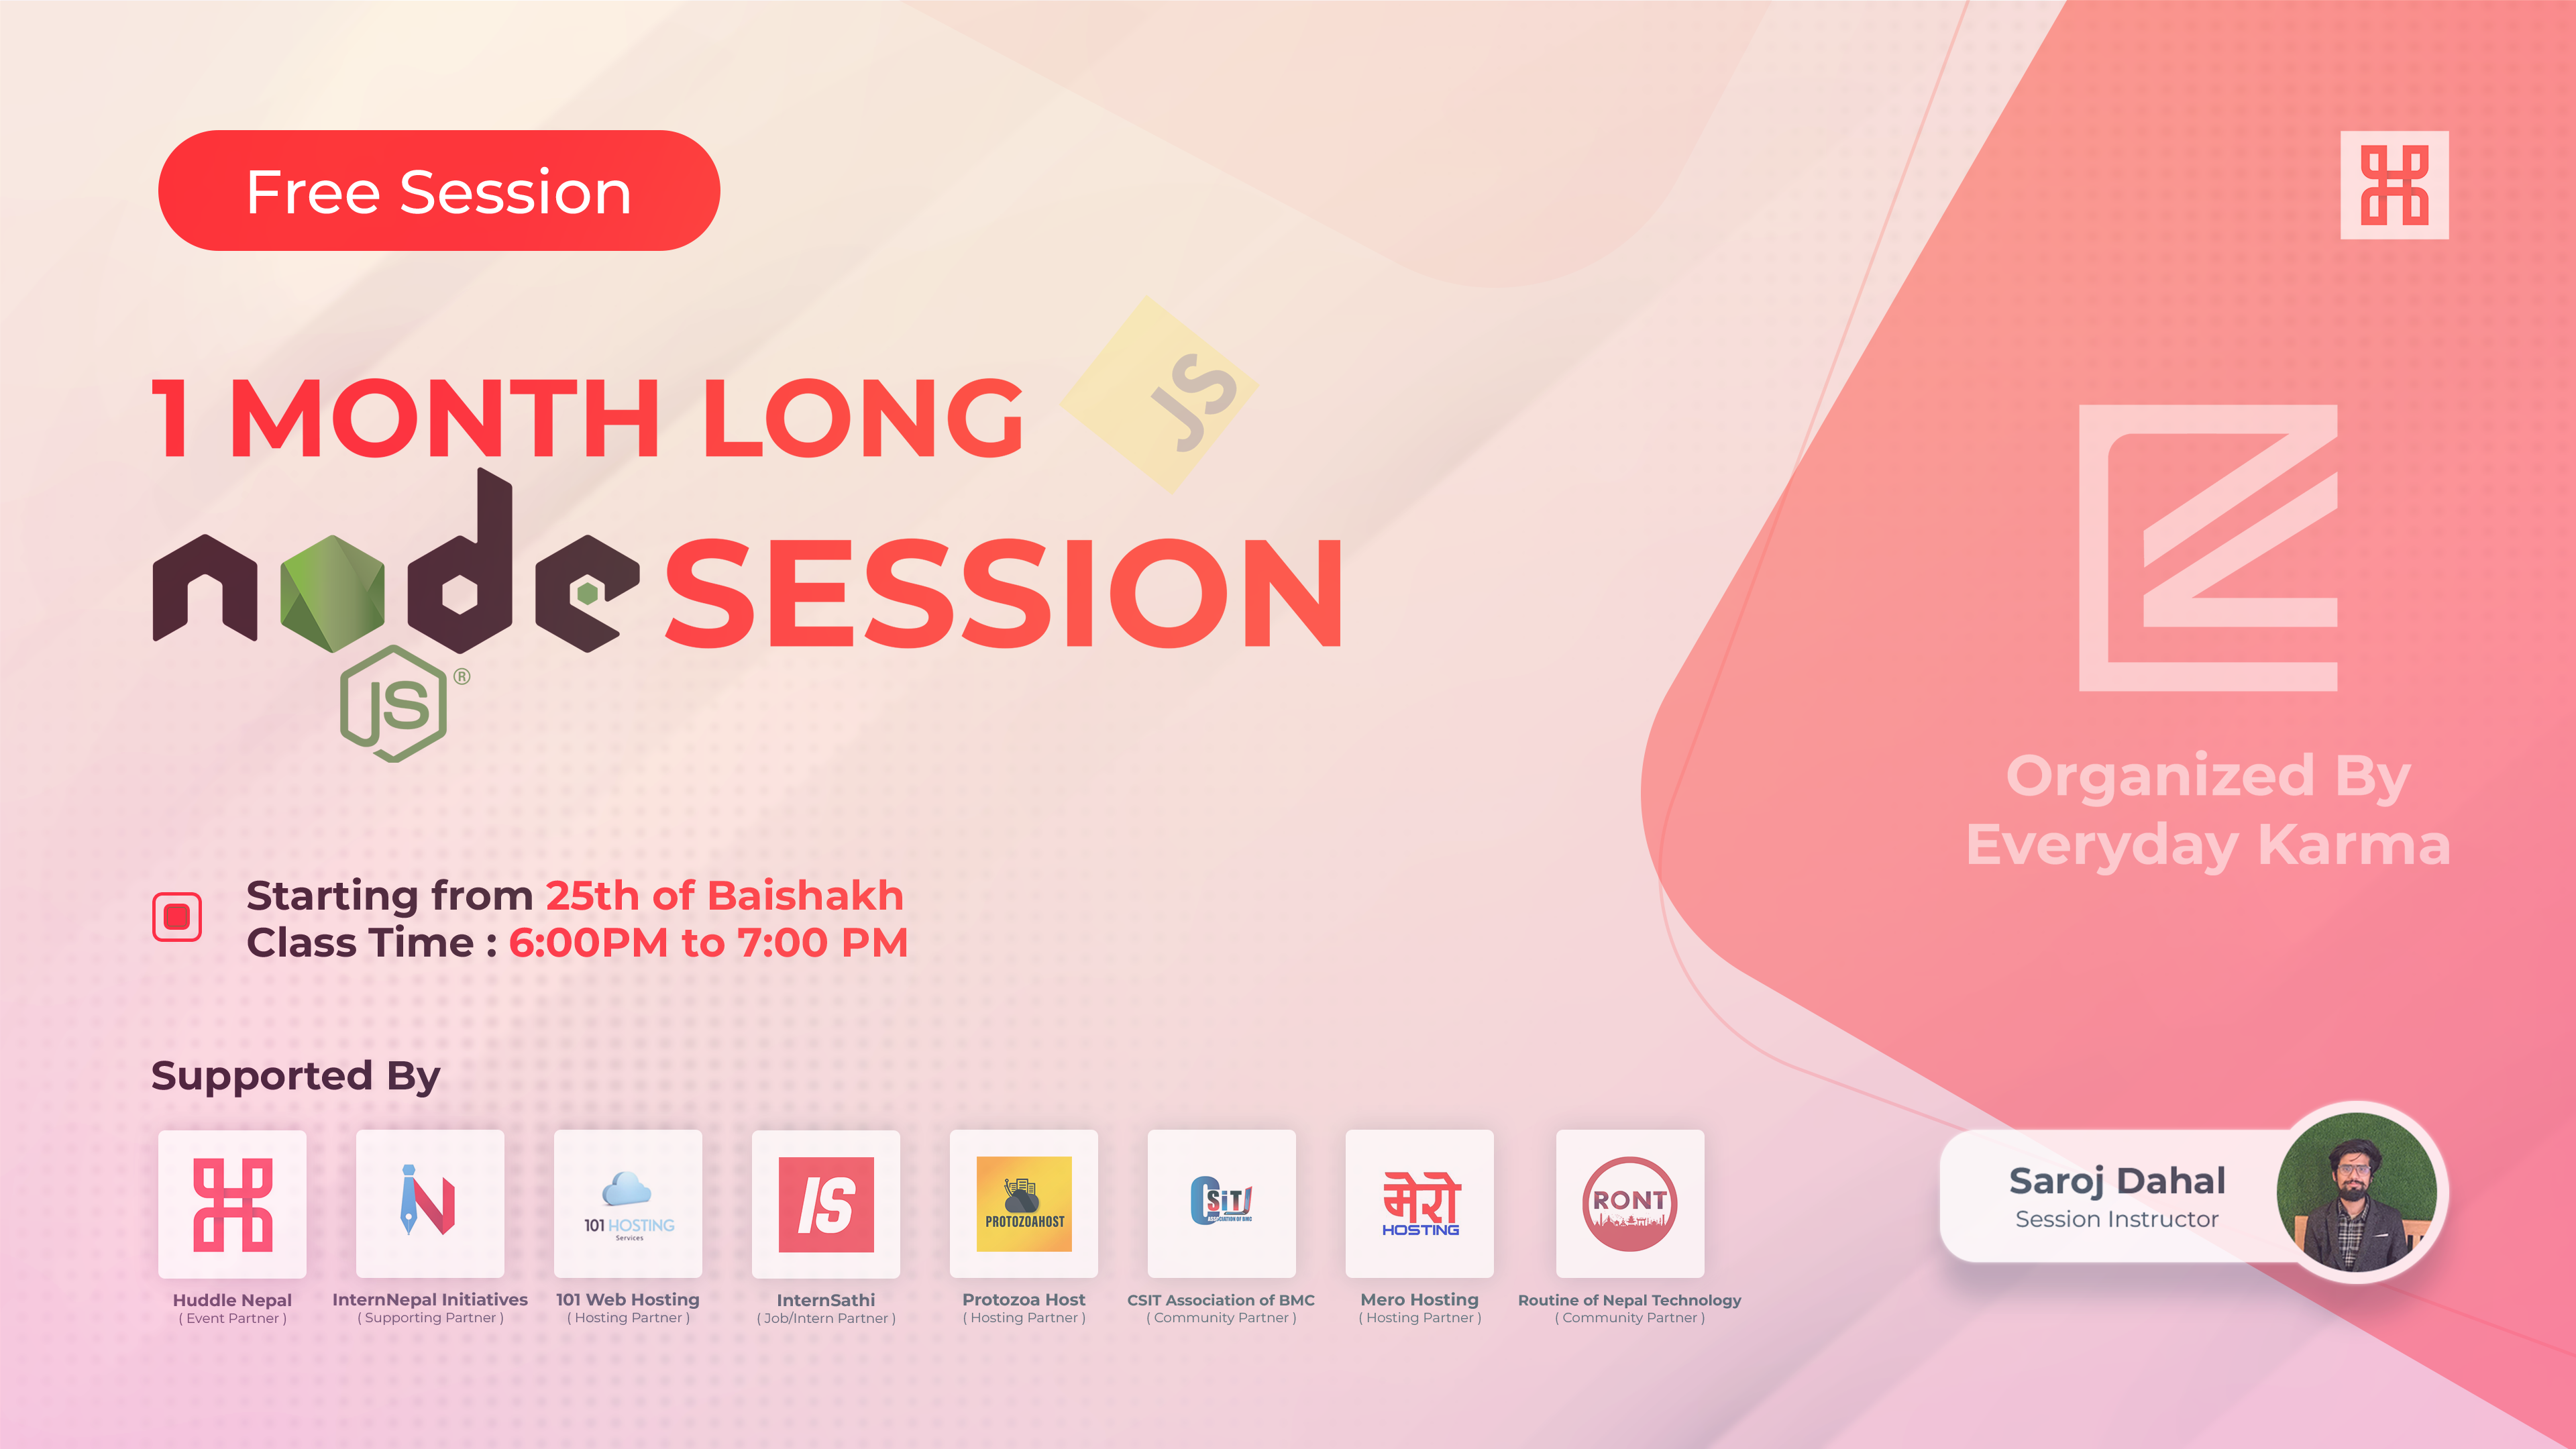 Free Session
1 MONTH LONG
JS
node SESSION
JS ®
Organized By
Everyday Karma
Starting from 25th of Baishakh
Class Time : 6:00PM to 7:00 PM
Supported By
101 HOSTING
Services
IS
PROTOZOAHOST
CSiT
ASSOCIATION OF BMC
मेरो
HOSTING
RONT
Huddle Nepal
( Event Partner )
InternNepal Initiatives
( Supporting Partner )
101 Web Hosting
( Hosting Partner )
InternSathi
( Job/Intern Partner )
Protozoa Host
( Hosting Partner )
CSIT Association of BMC
( Community Partner )
Mero Hosting
( Hosting Partner )
Routine of Nepal Technology
( Community Partner )
Saroj Dahal
Session Instructor